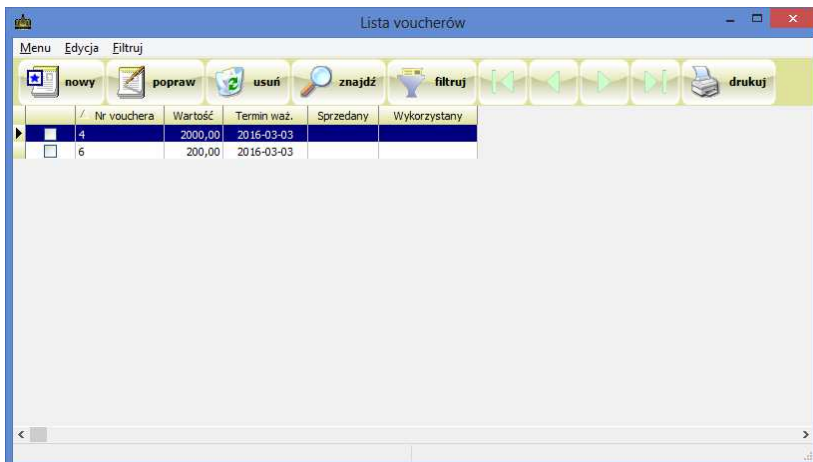 Lista voucherów
Menu Edycja Filtruj
nowy popraw usuń znajdź filtruj drukuj
Nr vouchera Wartość Termin waż. Sprzedany Wykorzystany
4 2000,00 2016-03-03
6 200,00 2016-03-03